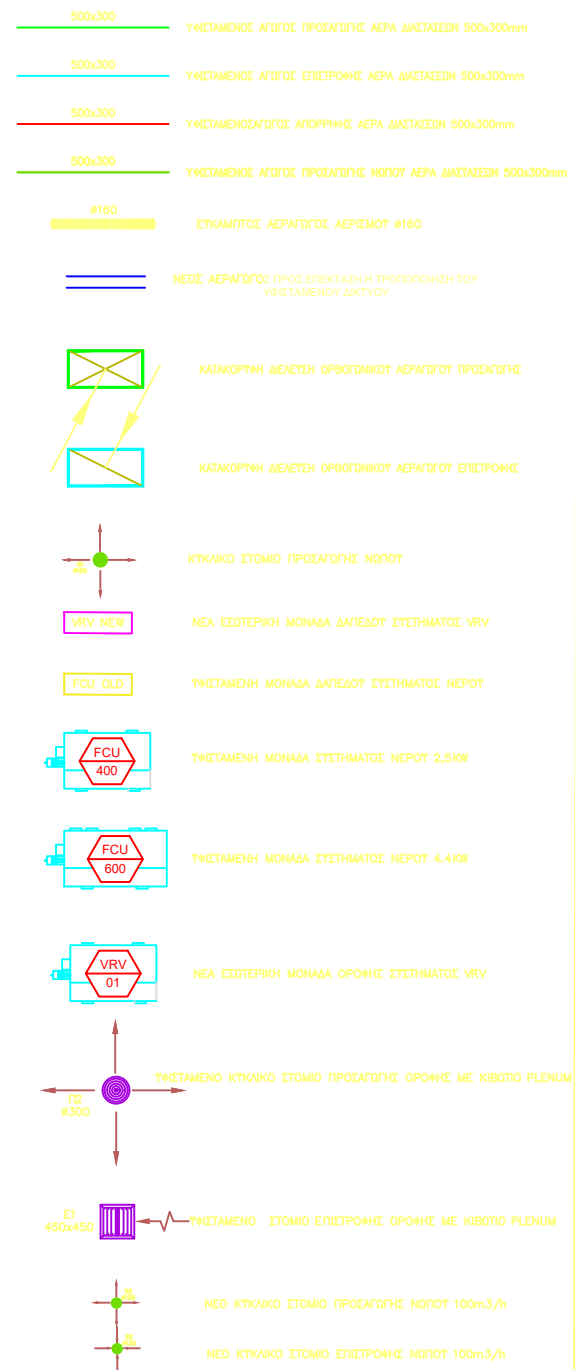 500x300
ΥΦΙΣΤΑΜΕΝΟΣ ΑΓΩΓΟΣ ΠΡΟΣΑΓΩΓΗΣ ΑΕΡΑ ΔΙΑΣΤΑΣΕΩΝ 500x300mm
500x300
ΥΦΙΣΤΑΜΕΝΟΣ ΑΓΩΓΟΣ ΕΠΙΣΤΡΟΦΗΣ ΑΕΡΑ ΔΙΑΣΤΑΣΕΩΝ 500x300mm
500x300
ΥΦΙΣΤΑΜΕΝΟΣΑΓΩΓΟΣ ΑΠΟΡΡΙΨΗΣ ΑΕΡΑ ΔΙΑΣΤΑΣΕΩΝ 500x300mm
500x300
ΥΦΙΣΤΑΜΕΝΟΣ ΑΓΩΓΟΣ ΠΡΟΣΑΓΩΓΗΣ ΝΩΠΟΥ ΑΕΡΑ ΔΙΑΣΤΑΣΕΩΝ 500x300mm
Ø160
ΕΥΚΑΜΠΤΟΣ ΑΕΡΑΓΩΓΟΣ ΑΕΡΙΣΜΟΥ Ø160
ΝΕΟΣ ΑΕΡΑΓΩΓΟΣ ΠΡΟΣ ΕΠΕΚΤΑΣΗ Η ΤΡΟΠΟΠΟΙΗΣΗ ΤΟΥ
ΥΦΙΣΤΑΜΕΝΟΥ ΔΙΚΤΥΟΥ
ΚΑΤΑΚΟΡΥΦΗ ΔΙΕΛΕΥΣΗ ΟΡΘΟΓΩΝΙΚΟΥ ΑΕΡΑΓΩΓΟΥ ΠΡΟΣΑΓΩΓΗΣ
ΚΑΤΑΚΟΡΥΦΗ ΔΙΕΛΕΥΣΗ ΟΡΘΟΓΩΝΙΚΟΥ ΑΕΡΑΓΩΓΟΥ ΕΠΙΣΤΡΟΦΗΣ
ΚΥΚΛΙΚΟ ΣΤΟΜΙΟ ΠΡΟΣΑΓΩΓΗΣ ΝΩΠΟΥ
VRV NEW
ΝΕΑ ΕΣΩΤΕΡΙΚΗ ΜΟΝΑΔΑ ΔΑΠΕΔΟΥ ΣΥΣΤΗΜΑΤΟΣ VRV
FCU OLD
ΥΦΙΣΤΑΜΕΝΗ ΜΟΝΑΔΑ ΔΑΠΕΔΟΥ ΣΥΣΤΗΜΑΤΟΣ ΝΕΡΟΥ
FCU
400
ΥΦΙΣΤΑΜΕΝΗ ΜΟΝΑΔΑ ΣΥΣΤΗΜΑΤΟΣ ΝΕΡΟΥ 2,5KW
FCU
600
ΥΦΙΣΤΑΜΕΝΗ ΜΟΝΑΔΑ ΣΥΣΤΗΜΑΤΟΣ ΝΕΡΟΥ 4.4KW
VRV
01
ΝΕΑ ΕΣΩΤΕΡΙΚΗ ΜΟΝΑΔΑ ΟΡΟΦΗΣ ΣΥΣΤΗΜΑΤΟΣ VRV
ΥΦΙΣΤΑΜΕΝΟ ΚΥΚΛΙΚΟ ΣΤΟΜΙΟ ΠΡΟΣΑΓΩΓΗΣ ΟΡΟΦΗΣ ΜΕ ΚΙΒΩΤΙΟ PLENUM
Π2
Ø300
Ε1
450x450
ΥΦΙΣΤΑΜΕΝΟ ΣΤΟΜΙΟ ΕΠΙΣΤΡΟΦΗΣ ΟΡΟΦΗΣ ΜΕ ΚΙΒΩΤΙΟ PLENUM
ΝΕΟ ΚΥΚΛΙΚΟ ΣΤΟΜΙΟ ΠΡΟΣΑΓΩΓΗΣ ΝΩΠΟΥ 100m3/h
ΝΕΟ ΚΥΚΛΙΚΟ ΣΤΟΜΙΟ ΕΠΙΣΤΡΟΦΗΣ ΝΩΠΟΥ 100m3/h